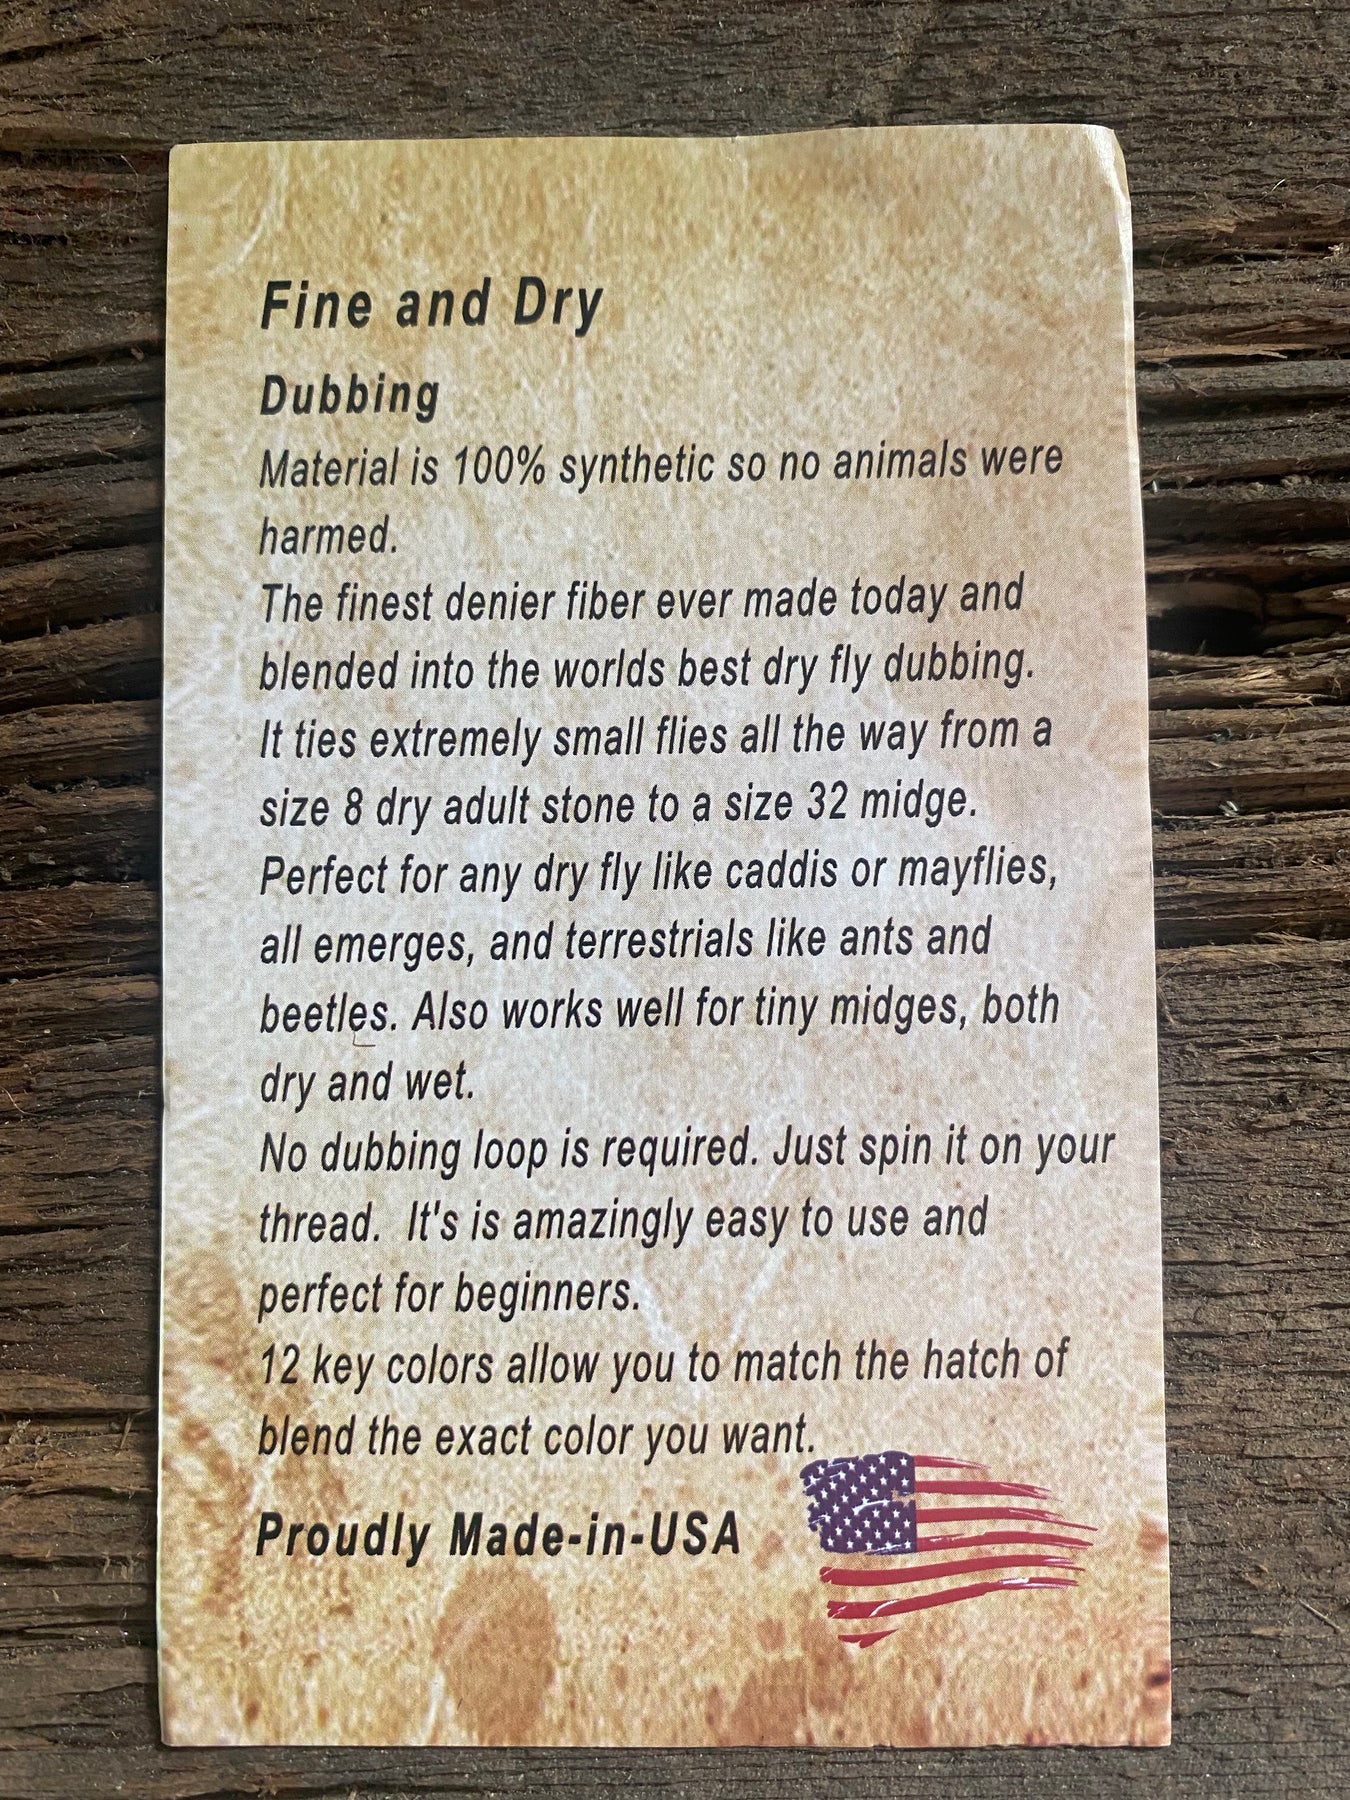 Fine and Dry
Dubbing
Material is 100% synthetic so no animals were
harmed.
The finest denier fiber ever made today and
blended into the worlds best dry fly dubbing.
It ties extremely small flies all the way from a
size 8 dry adult stone to a size 32 midge.
Perfect for any dry fly like caddis or mayflies,
all emerges, and terrestrials like ants and
beetles. Also works well for tiny midges, both
dry and wet.
No dubbing loop is required. Just spin it on your
thread.  It's is amazingly easy to use and
perfect for beginners.
12 key colors allow you to match the hatch of
blend the exact color you want.
Proudly Made-in-USA